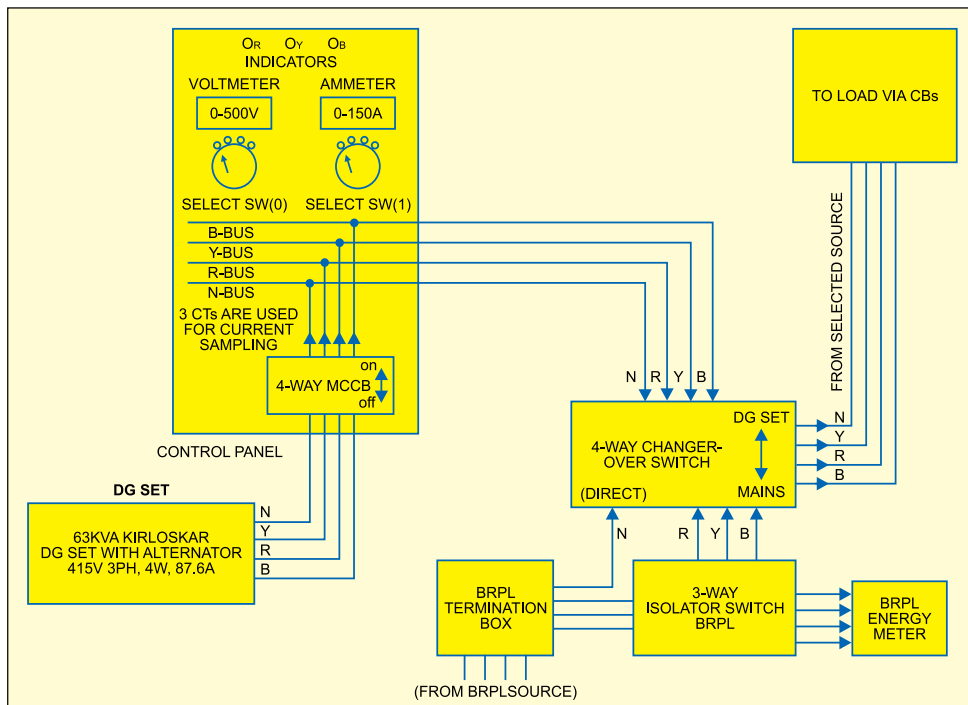 OR OY OB
INDICATORS
VOLTMETER AMMETER
0-500V 0-150A
SELECT SW(0) SELECT SW(1)
B-BUS
Y-BUS
R-BUS
N-BUS
3 CTs ARE USED
FOR CURRENT
SAMPLING
on
4-WAY MCCB
off
CONTROL PANEL
TO LOAD VIA CBs
FROM SELECTED SOURCE
N R Y B
DG SET
4-WAY CHANGER-
OVER SWITCH
(DIRECT) MAINS
N
Y
R
B
N R Y B
DG SET
63KVA KIRLOSKAR
DG SET WITH ALTERNATOR
415V 3PH, 4W, 87.6A
N
Y
R
B
BRPL
TERMINATION
BOX
3-WAY
ISOLATOR SWITCH
BRPL
BRPL
ENERGY
METER
(FROM BRPLSOURCE)